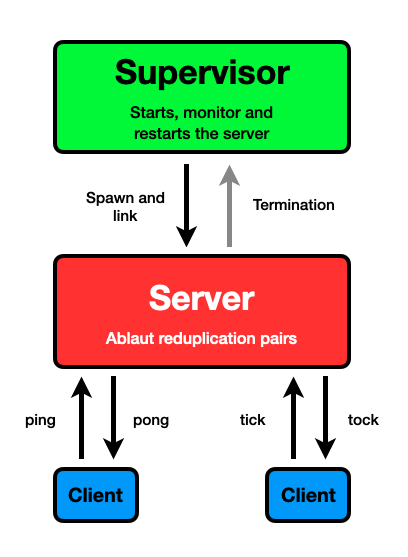 Supervisor
Starts, monitor and
restarts the server
Spawn and
link
Termination
Server
Ablaut reduplication pairs
ping
pong
tick
tock
Client
Client